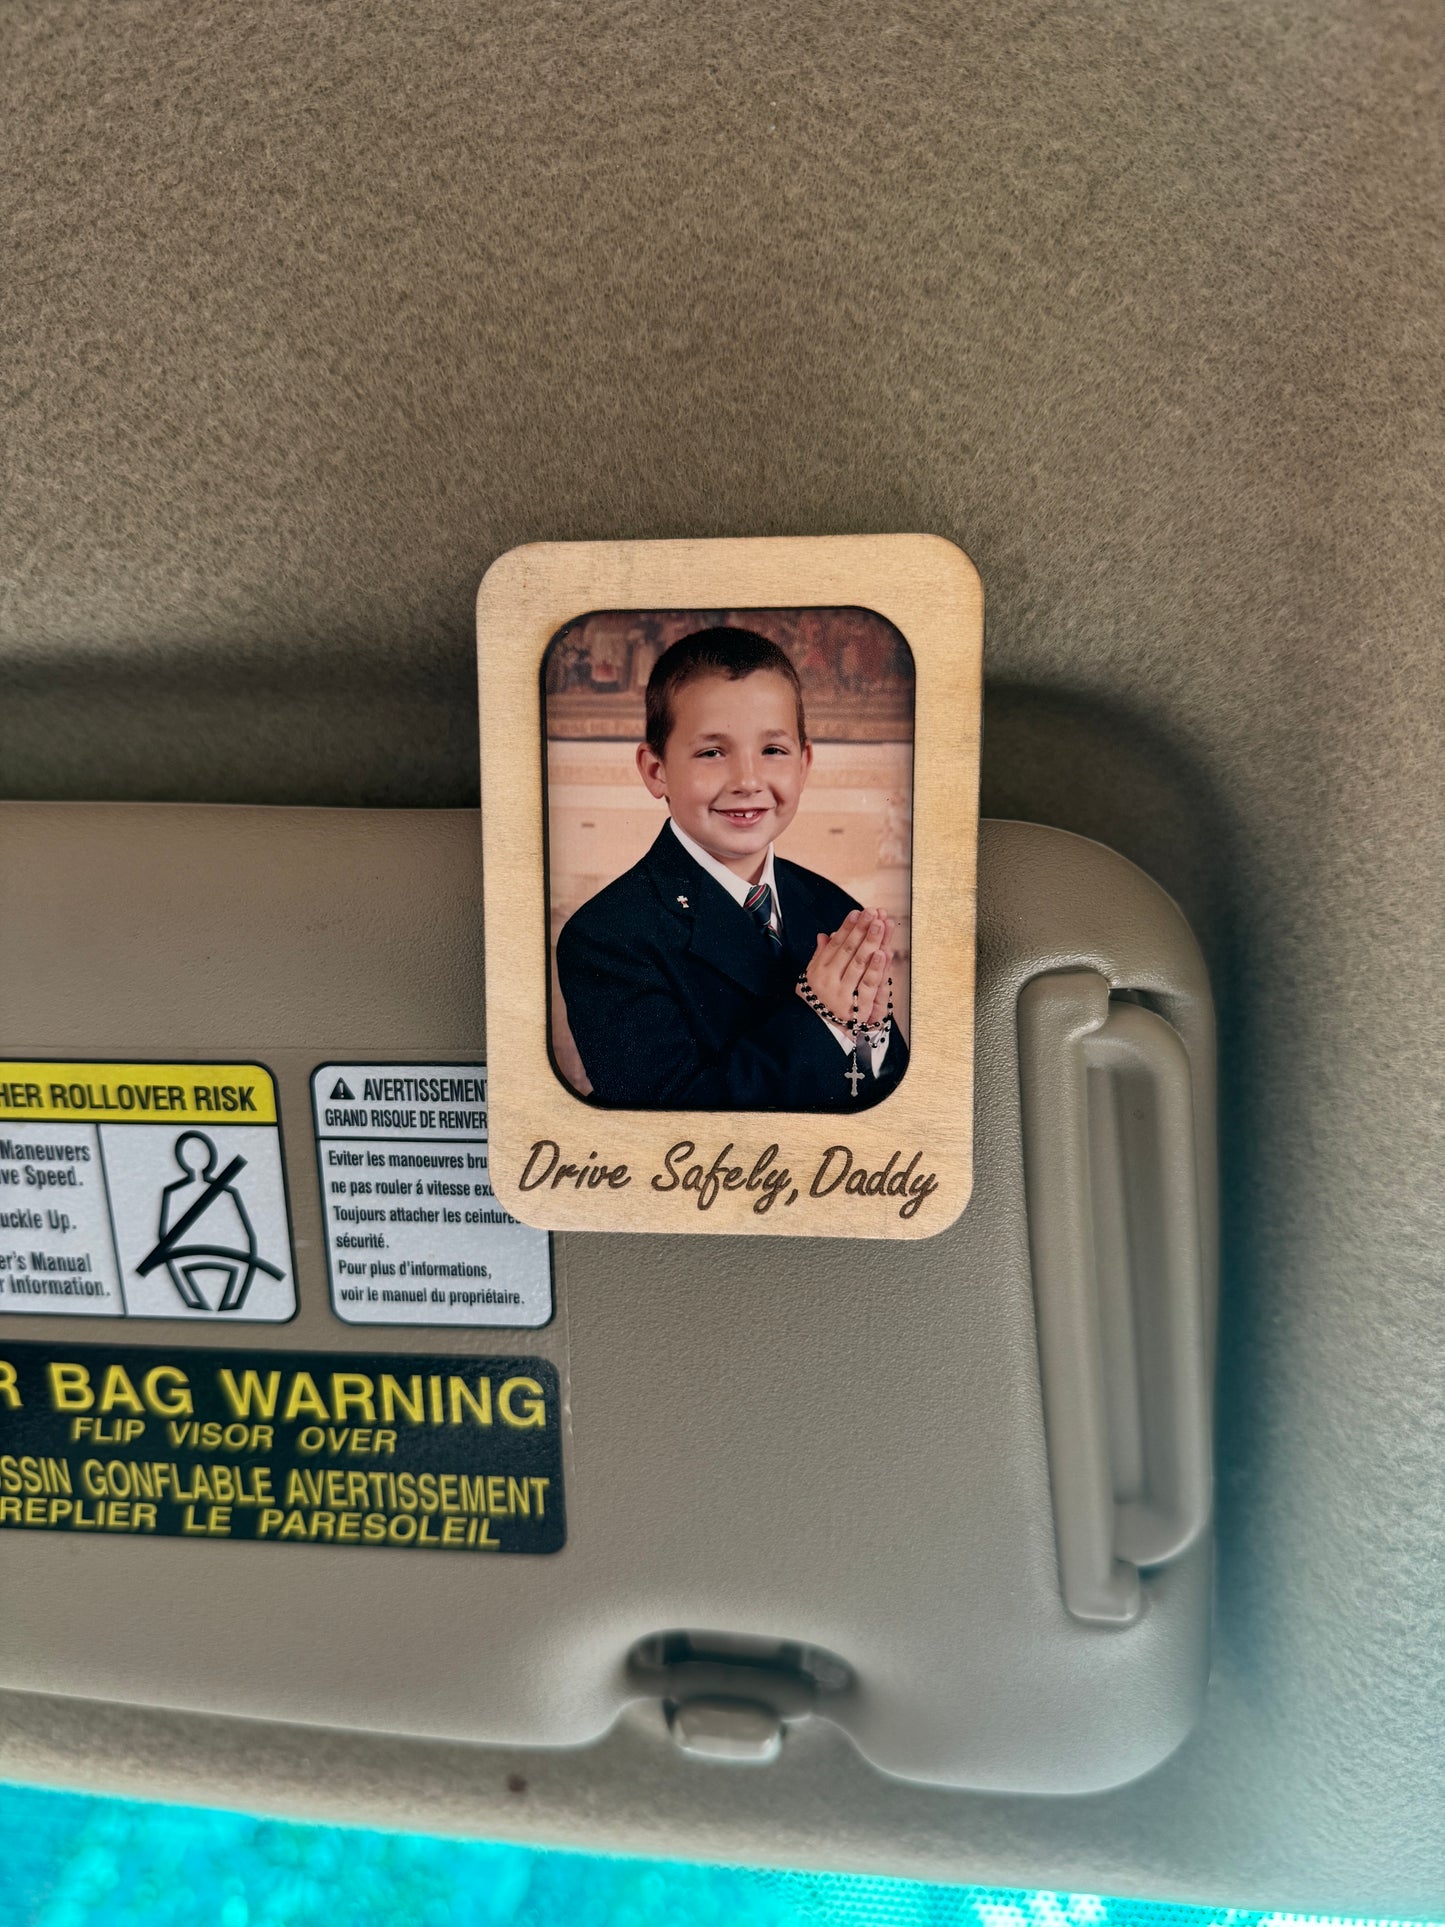 Drive Safely, Daddy
HER ROLLOVER RISK
Maneuvers
ve Speed.
uckle Up.
er's Manual
r Information.
AVERTISSEMEN
GRAND RISQUE DE RENVER
Eviter les manoeuvres bru
ne pas rouler á vitesse ex
Toujours attacher les ceinture
sécurité.
Pour plus d'informations,
voir le manuel du propriétaire.
R BAG WARNING
FLIP VISOR OVER
SSIN GONFLABLE AVERTISSEMENT
REPLIER LE PARESOLEIL